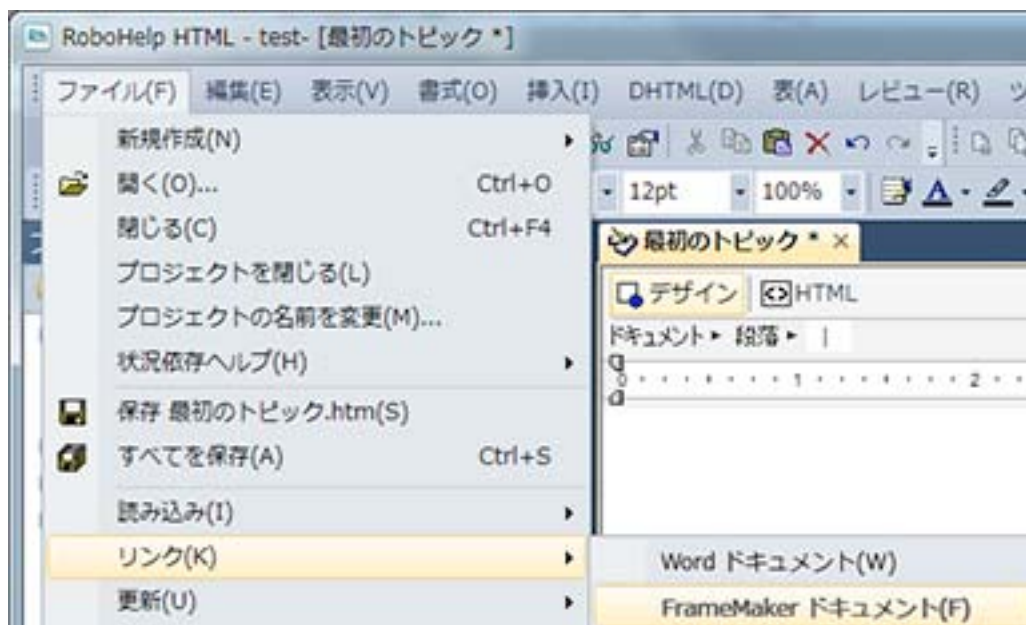 RoboHelp HTML - test- [最初のトピック *]
ファイル(F) 編集(E) 表示(V) 書式(O) 挿入(I) DHTML(D) 表(A) レビュー(R) ツ
新規作成(N)
開く(O)... Ctrl+O
12pt 100%
閉じる(C) Ctrl+F4
最初のトピック * ×
プロジェクトを閉じる(L)
デザイン HTML
プロジェクトの名前を変更(M)...
ドキュメント 段落
状況依存ヘルプ(H)
0 1 2
保存 最初のトピック.htm(S)
すべてを保存(A) Ctrl+S
読み込み(I)
リンク(K)
Word ドキュメント(W)
更新(U)
FrameMaker ドキュメント(F)